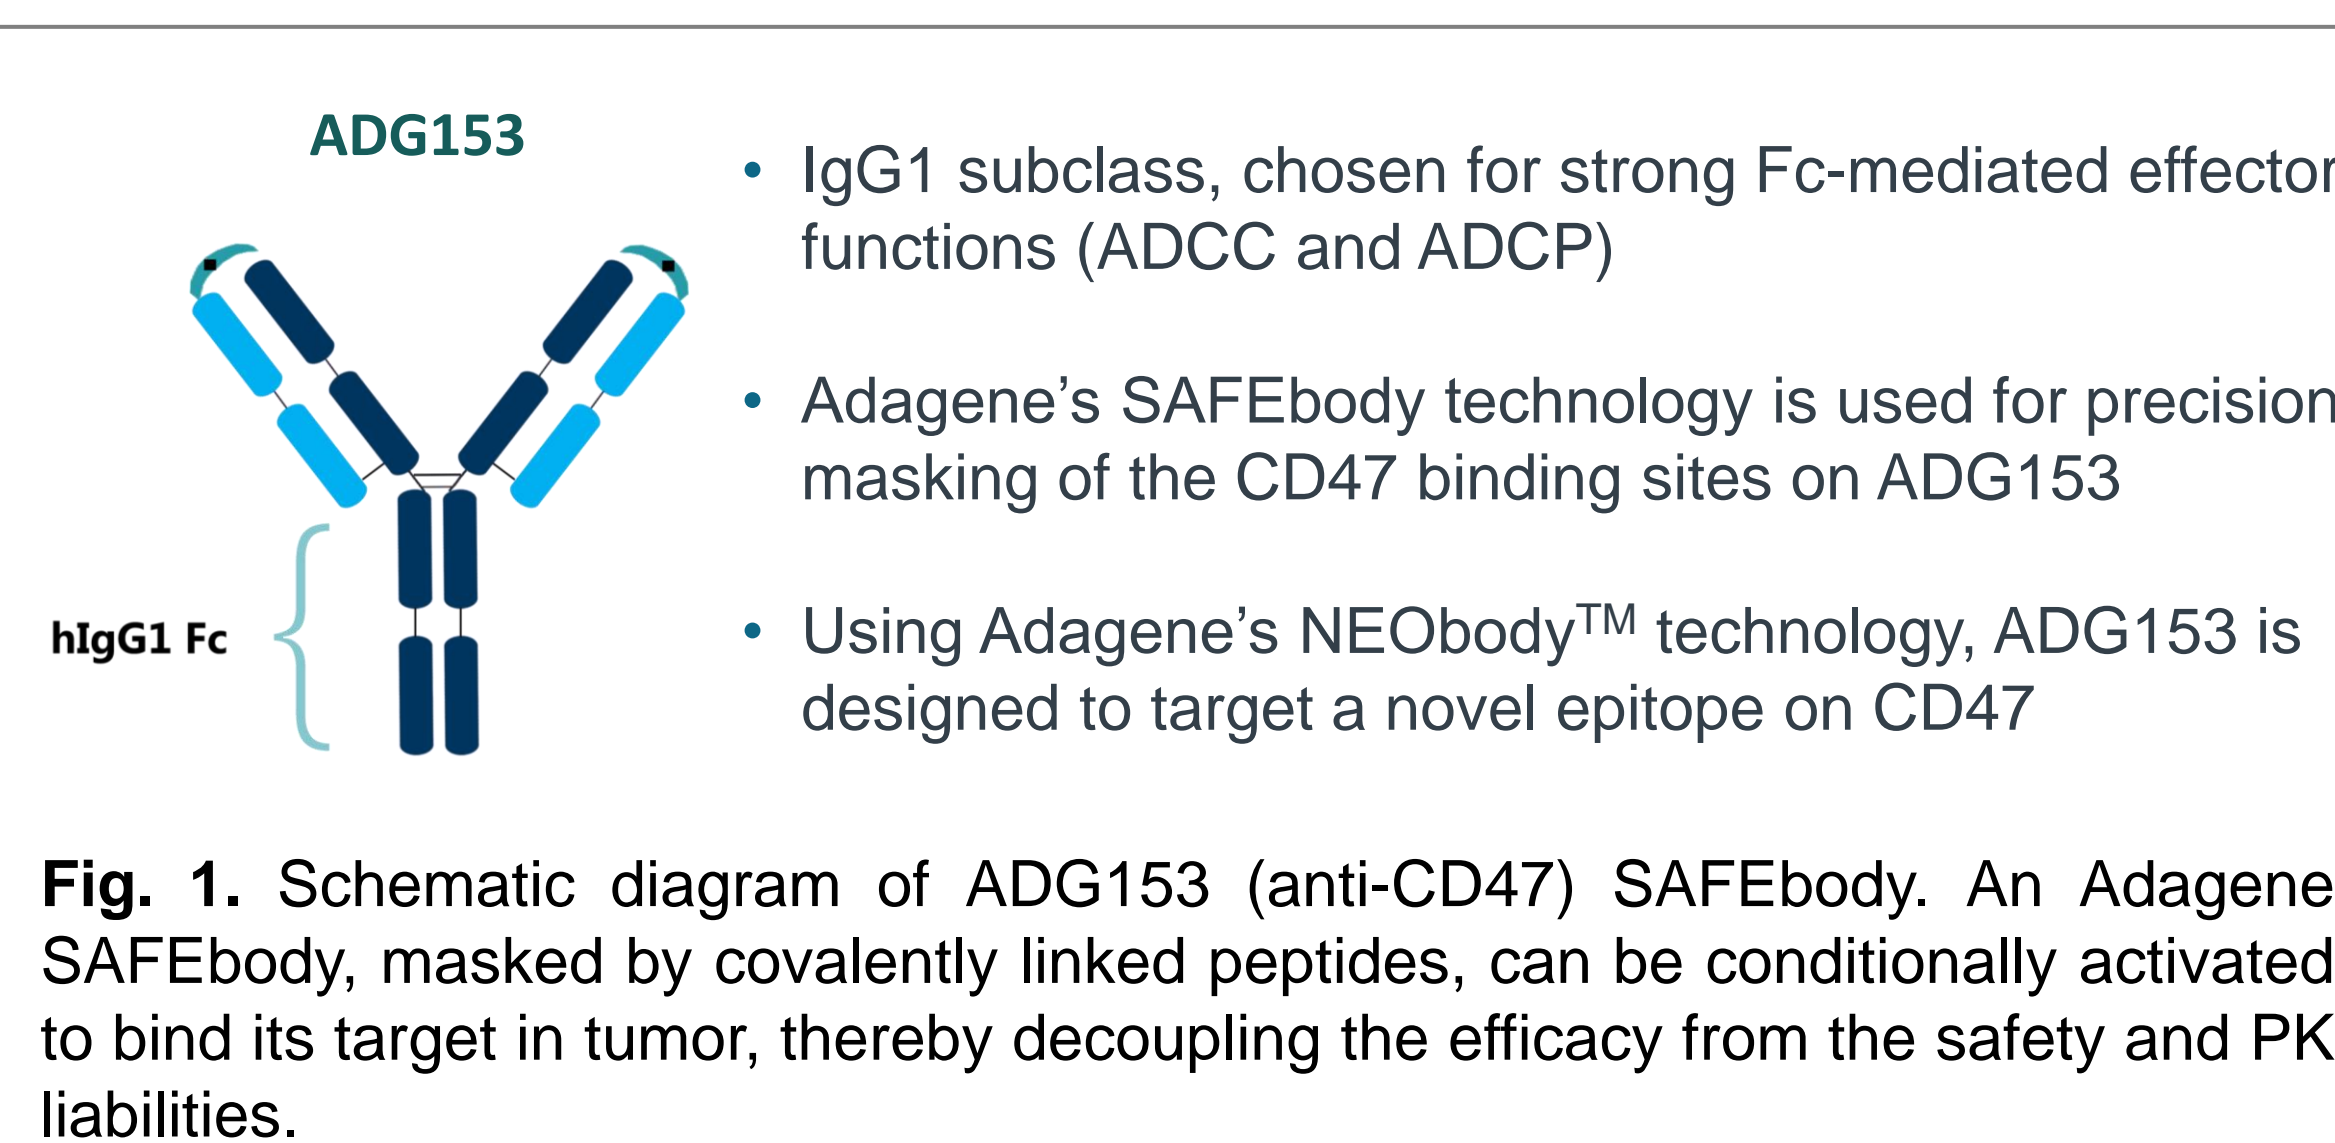 ADG153
• IgG1 subclass, chosen for strong Fc-mediated effector
functions (ADCC and ADCP)
• Adagene’s SAFEbody technology is used for precision
masking of the CD47 binding sites on ADG153
• Using Adagene’s NEObody™ technology, ADG153 is
designed to target a novel epitope on CD47
hIgG1 Fc
Fig. 1. Schematic diagram of ADG153 (anti-CD47) SAFEbody. An Adagene
SAFEbody, masked by covalently linked peptides, can be conditionally activated
to bind its target in tumor, thereby decoupling the efficacy from the safety and PK
liabilities.